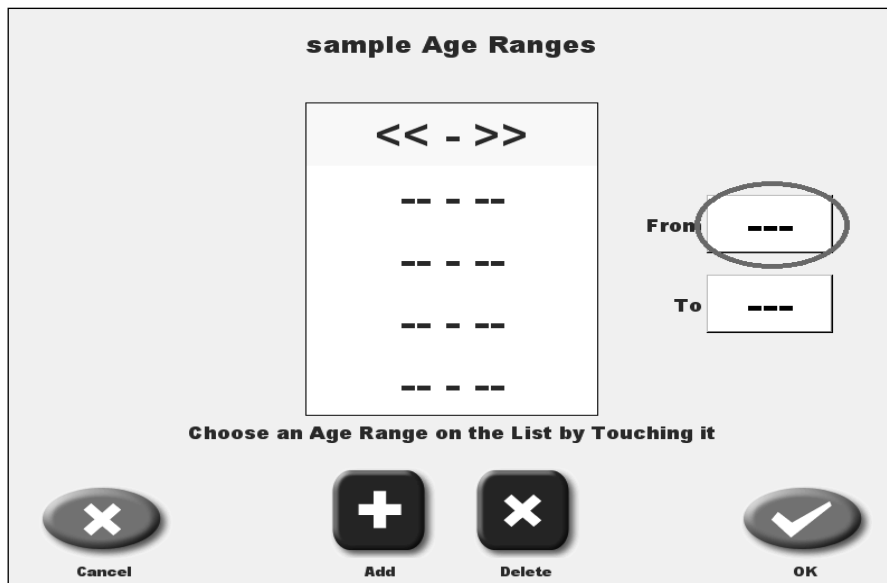 sample Age Ranges
<< - >>
-- - --
-- - --
-- - --
-- - --
From ---
To ---
Choose an Age Range on the List by Touching it
Cancel Add Delete OK